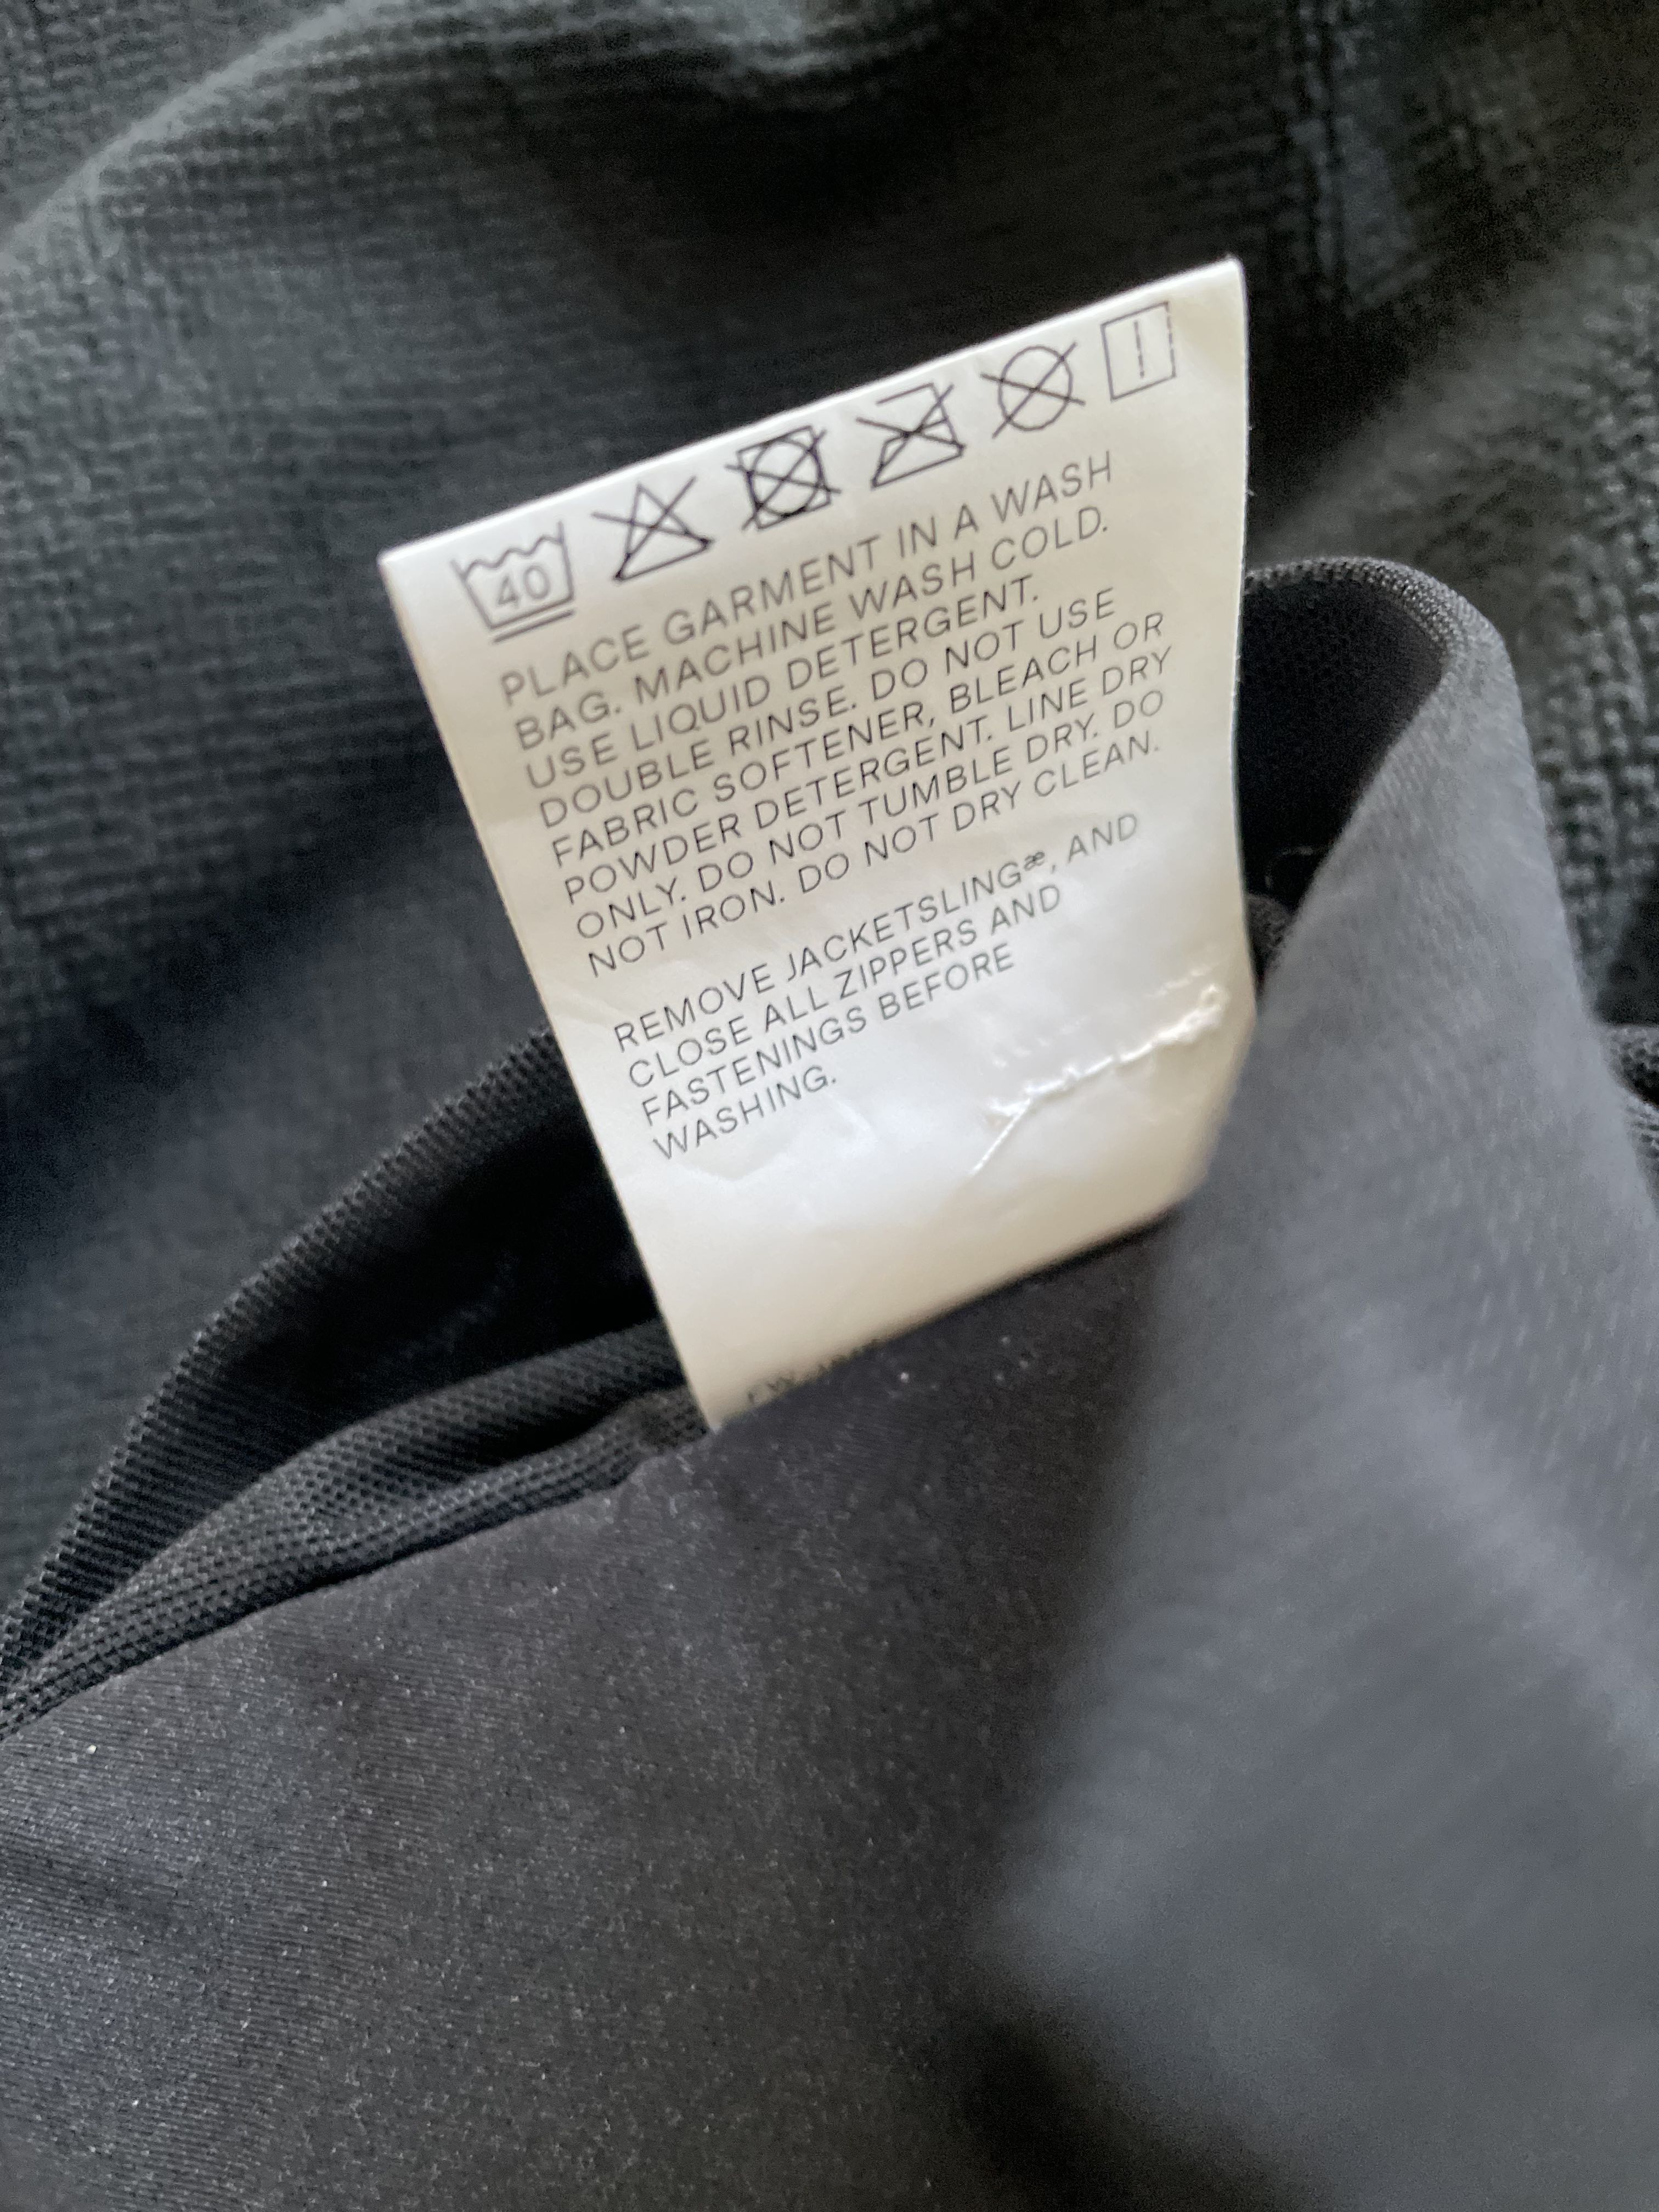 40
PLACE GARMENT IN A WASH
BAG. MACHINE WASH COLD.
USE LIQUID DETERGENT.
DOUBLE RINSE. DO NOT USE
FABRIC SOFTENER, BLEACH OR
POWDER DETERGENT. LINE DRY
ONLY. DO NOT TUMBLE DRY. DO
NOT IRON. DO NOT DRY CLEAN.
REMOVE JACKETSLINGæ, AND
CLOSE ALL ZIPPERS AND
FASTENINGS BEFORE
WASHING.